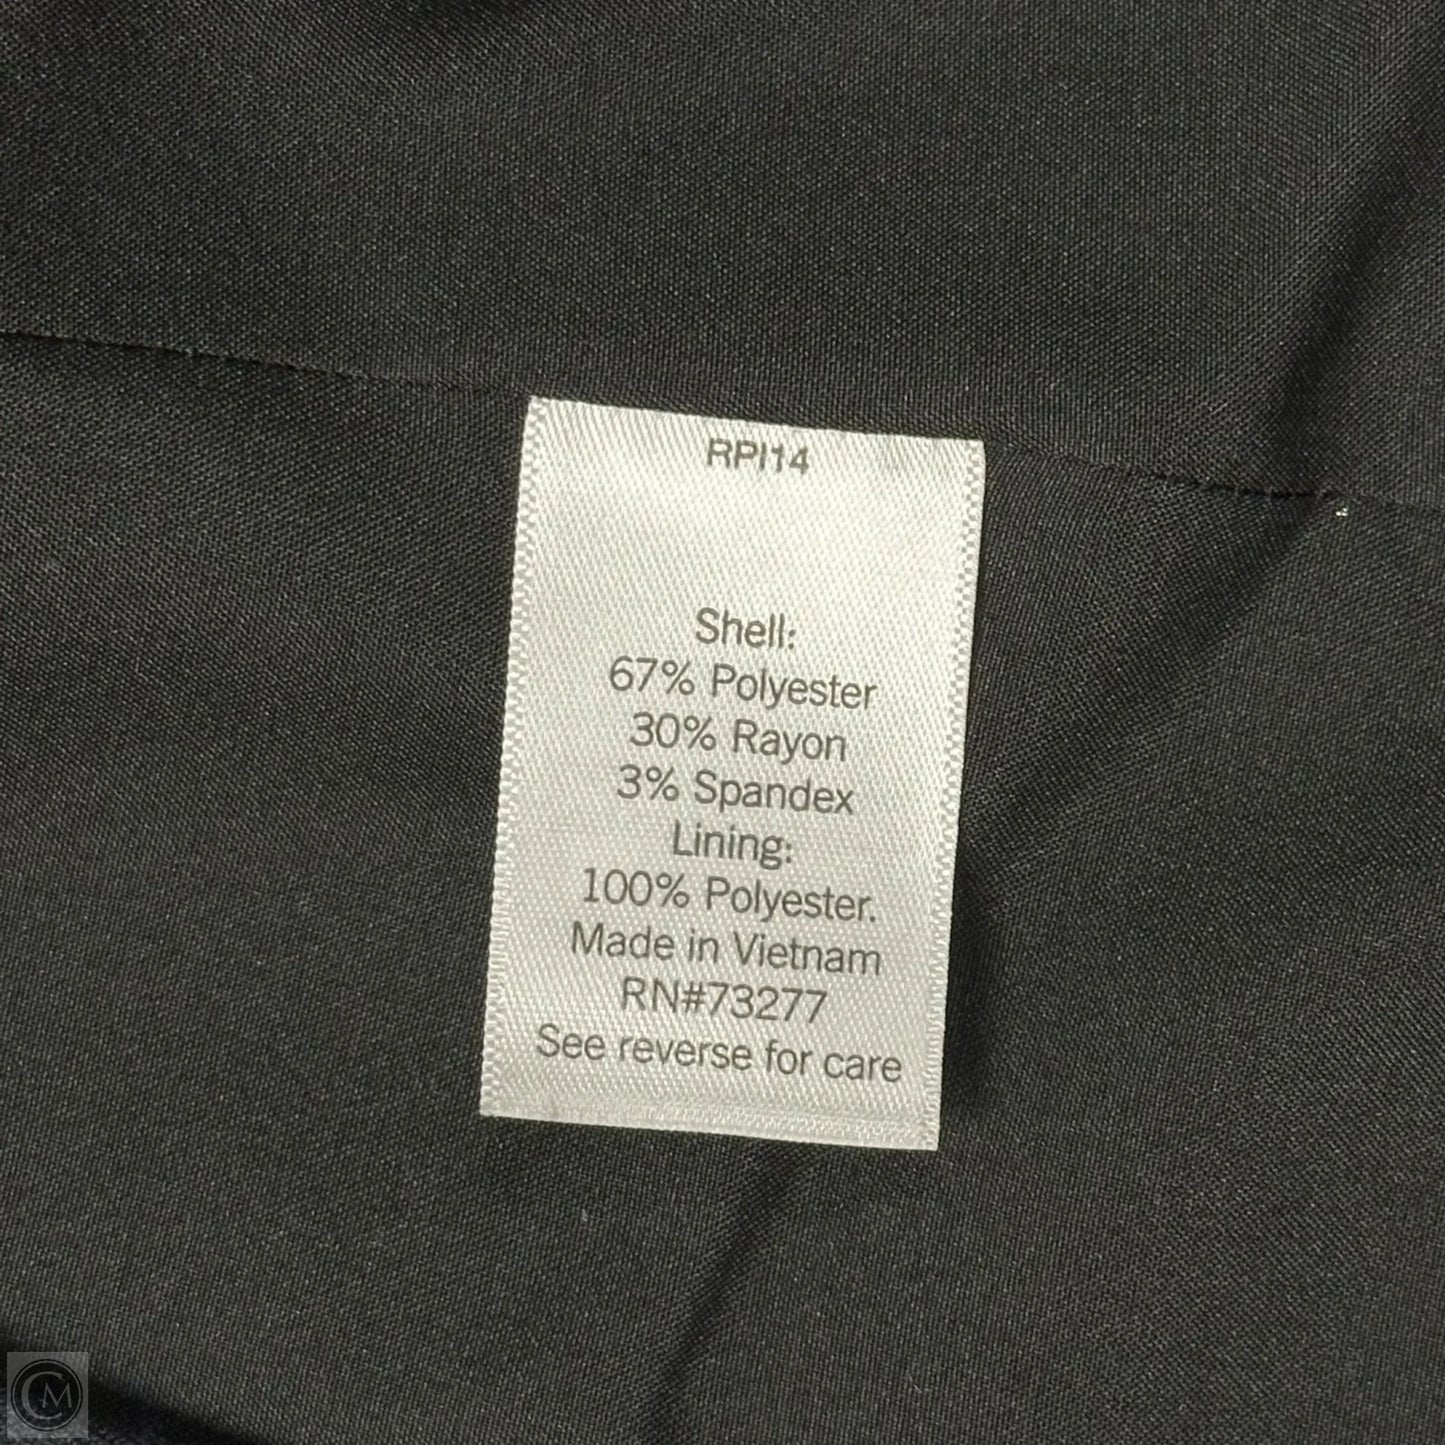 RPI14
Shell:
67% Polyester
30% Rayon
3% Spandex
Lining:
100% Polyester.
Made in Vietnam
RN#73277
See reverse for care
CM